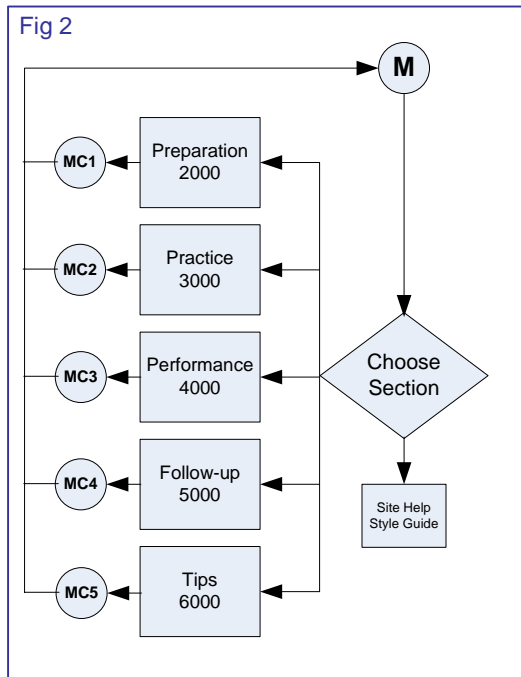 Fig 2
M
MC1
Preparation
2000
MC2
Practice
3000
MC3
Performance
4000
Choose
Section
MC4
Follow-up
5000
Site Help
Style Guide
MC5
Tips
6000